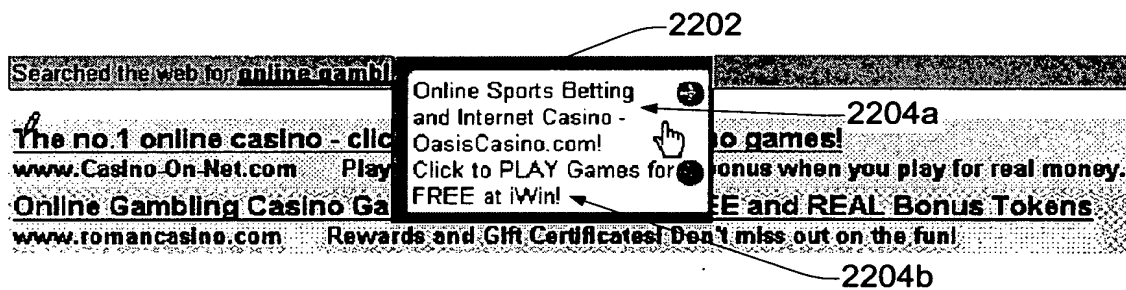 2202
Searched the web for online gambl
Online Sports Betting
and Internet Casino -
OasisCasino.com!
Click to PLAY Games for
FREE at iWin!
2204a
The no.1 online casino - clic o games!
www.Casino-On-Net.com Play onus when you play for real money.
Online Gambling Casino Ga EE and REAL Bonus Tokens
www.romancasino.com Rewards and Gift Certificates! Don't miss out on the fun!
2204b